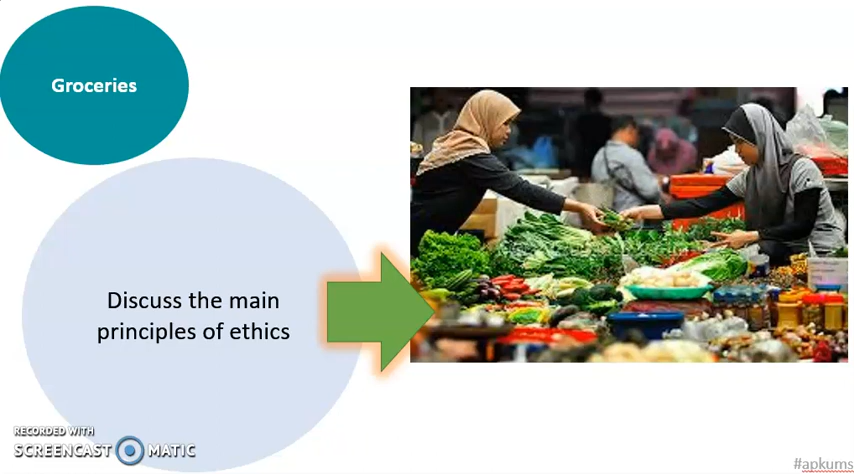 Groceries
Discuss the main
principles of ethics
RECORDED WITH
SCREENCAST MATIC
#apkums